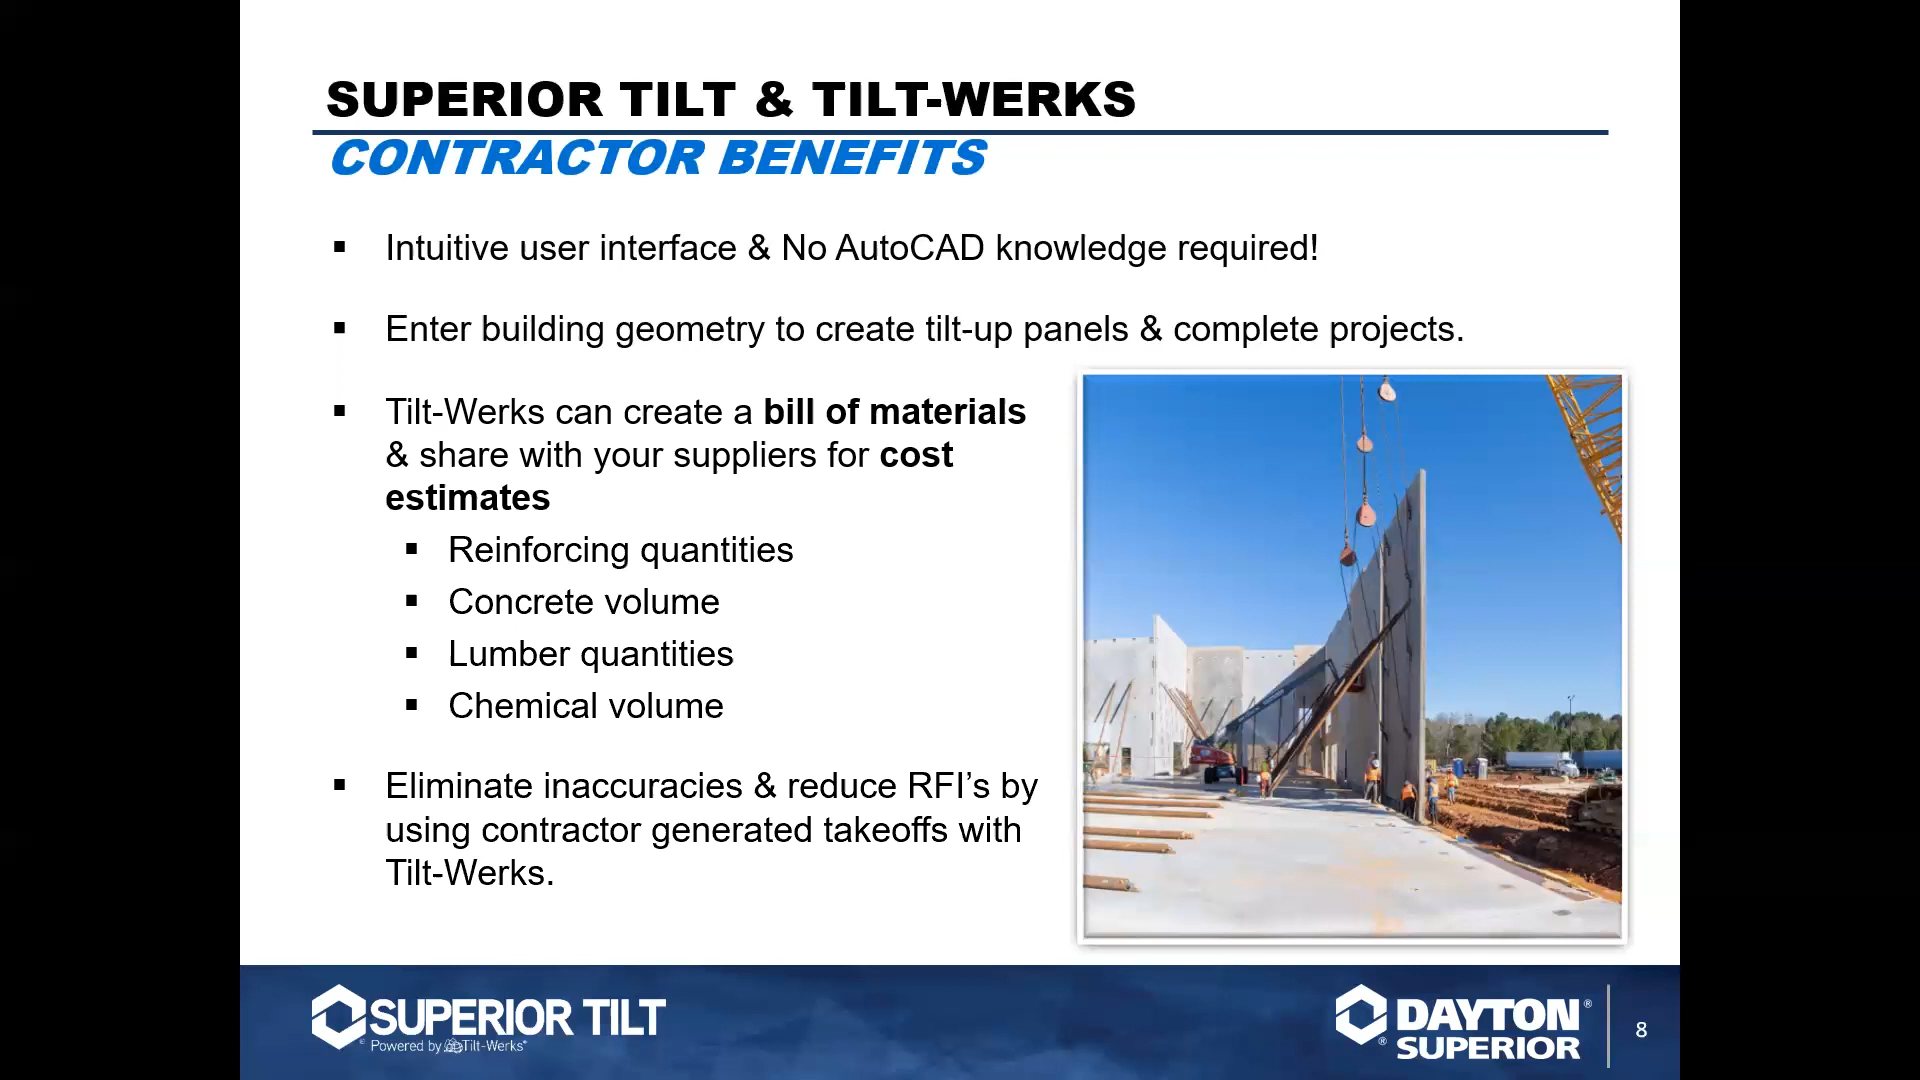 SUPERIOR TILT & TILT-WERKS
CONTRACTOR BENEFITS
▪ Intuitive user interface & No AutoCAD knowledge required!
▪ Enter building geometry to create tilt-up panels & complete projects.
▪ Tilt-Werks can create a bill of materials
& share with your suppliers for cost
estimates
▪ Reinforcing quantities
▪ Concrete volume
▪ Lumber quantities
▪ Chemical volume
▪ Eliminate inaccuracies & reduce RFI’s by
using contractor generated takeoffs with
Tilt-Werks.
SUPERIOR TILT
Powered by Tilt-Werks®
DAYTON®
SUPERIOR
8